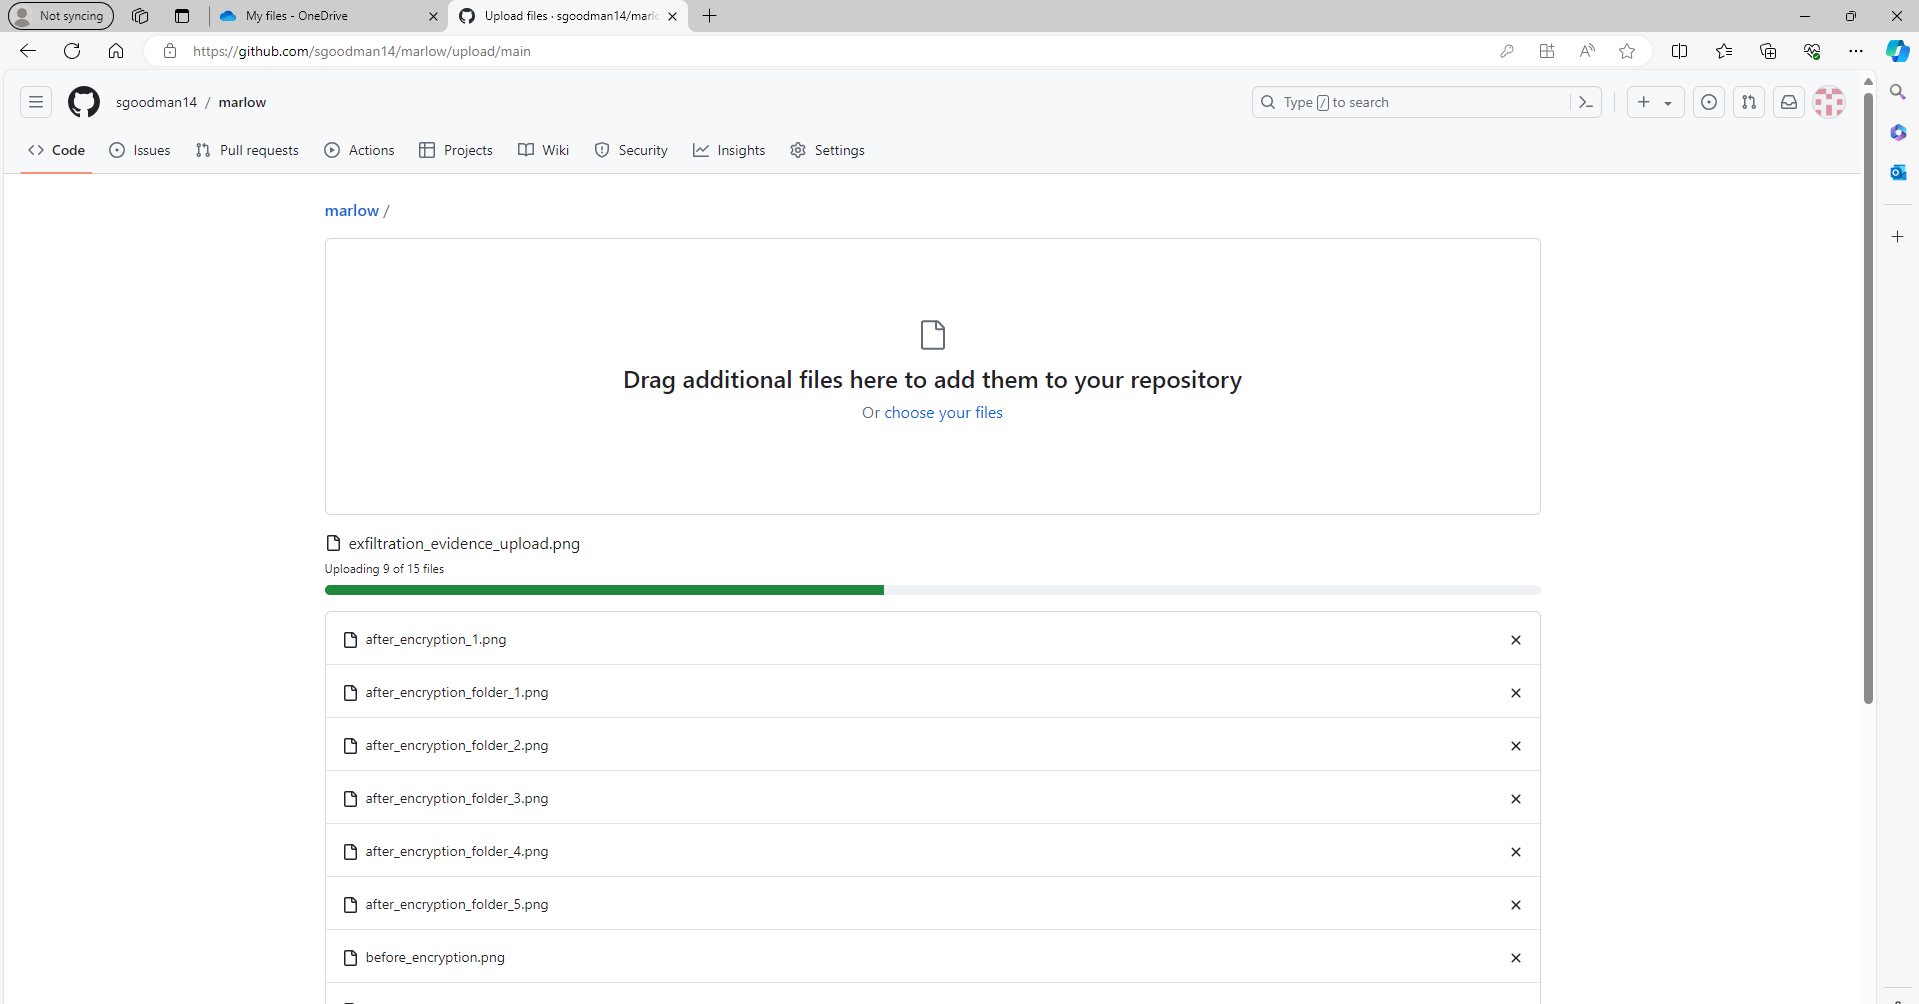 Not syncing
My files - OneDrive
Upload files · sgoodman14/marlo
https://github.com/sgoodman14/marlow/upload/main
sgoodman14 / marlow
Type / to search
Code
Issues
Pull requests
Actions
Projects
Wiki
Security
Insights
Settings
marlow /
Drag additional files here to add them to your repository
Or choose your files
exfiltration_evidence_upload.png
Uploading 9 of 15 files
after_encryption_1.png
after_encryption_folder_1.png
after_encryption_folder_2.png
after_encryption_folder_3.png
after_encryption_folder_4.png
after_encryption_folder_5.png
before_encryption.png